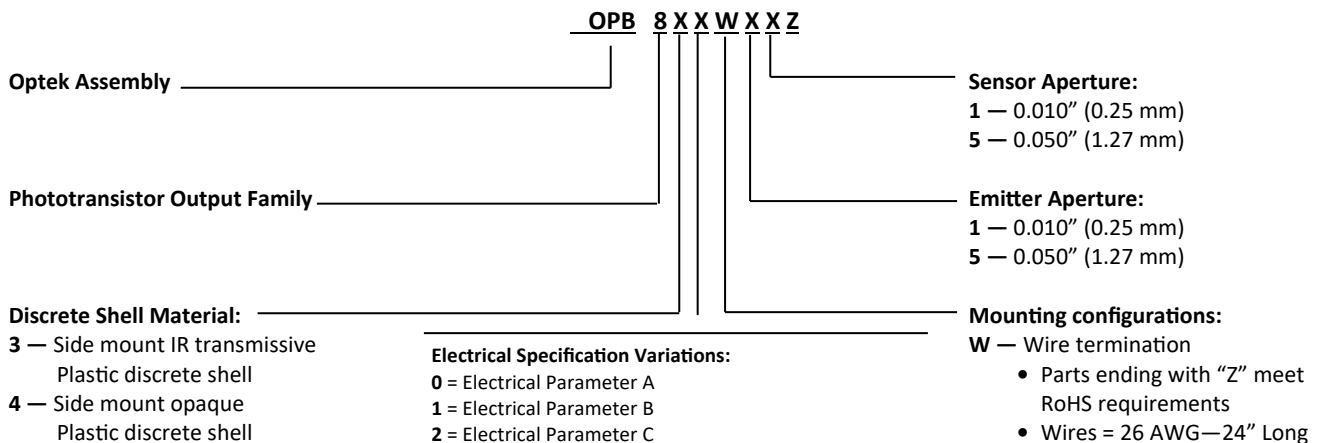 OPB 8 X X W X X Z
Optek Assembly
Sensor Aperture:
1 — 0.010” (0.25 mm)
5 — 0.050” (1.27 mm)
Phototransistor Output Family
Emitter Aperture:
1 — 0.010” (0.25 mm)
5 — 0.050” (1.27 mm)
Discrete Shell Material:
3 — Side mount IR transmissive
Plastic discrete shell
4 — Side mount opaque
Plastic discrete shell
Electrical Specification Variations:
0 = Electrical Parameter A
1 = Electrical Parameter B
2 = Electrical Parameter C
Mounting configurations:
W — Wire termination
• Parts ending with “Z” meet
RoHS requirements
• Wires = 26 AWG—24” Long